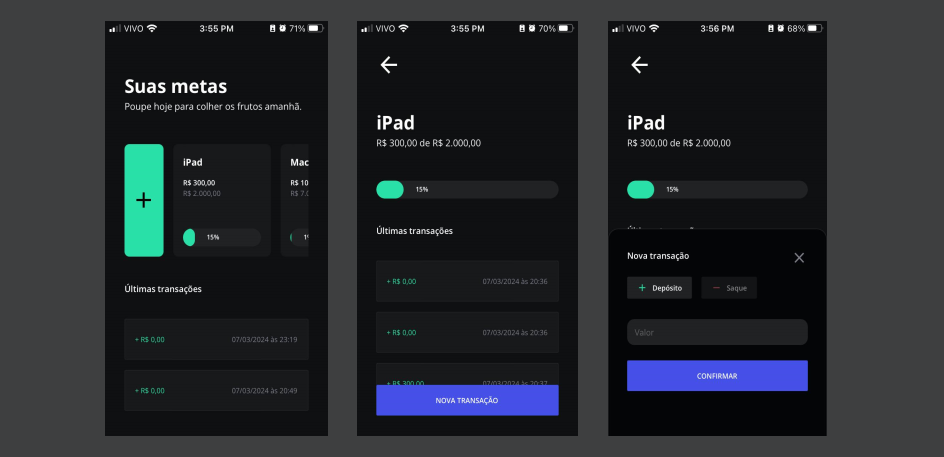 VIVO 3:55 PM 71%
Suas metas
Poupe hoje para colher os frutos amanhã.
+
iPad
R$ 300,00
R$ 2.000,00
15%
Mac
R$ 10
R$ 7.0
1
Últimas transações
+ R$ 0,00 07/03/2024 às 23:19
+ R$ 0,00 07/03/2024 às 20:49
VIVO 3:55 PM 70%
iPad
R$ 300,00 de R$ 2.000,00
15%
Últimas transações
+ R$ 0,00 07/03/2024 às 20:36
+ R$ 0,00 07/03/2024 às 20:36
+ R$ 300,00 07/03/2024 às 20:32
NOVA TRANSAÇÃO
VIVO 3:56 PM 68%
iPad
R$ 300,00 de R$ 2.000,00
15%
Nova transação
+ Depósito — Saque
Valor
CONFIRMAR